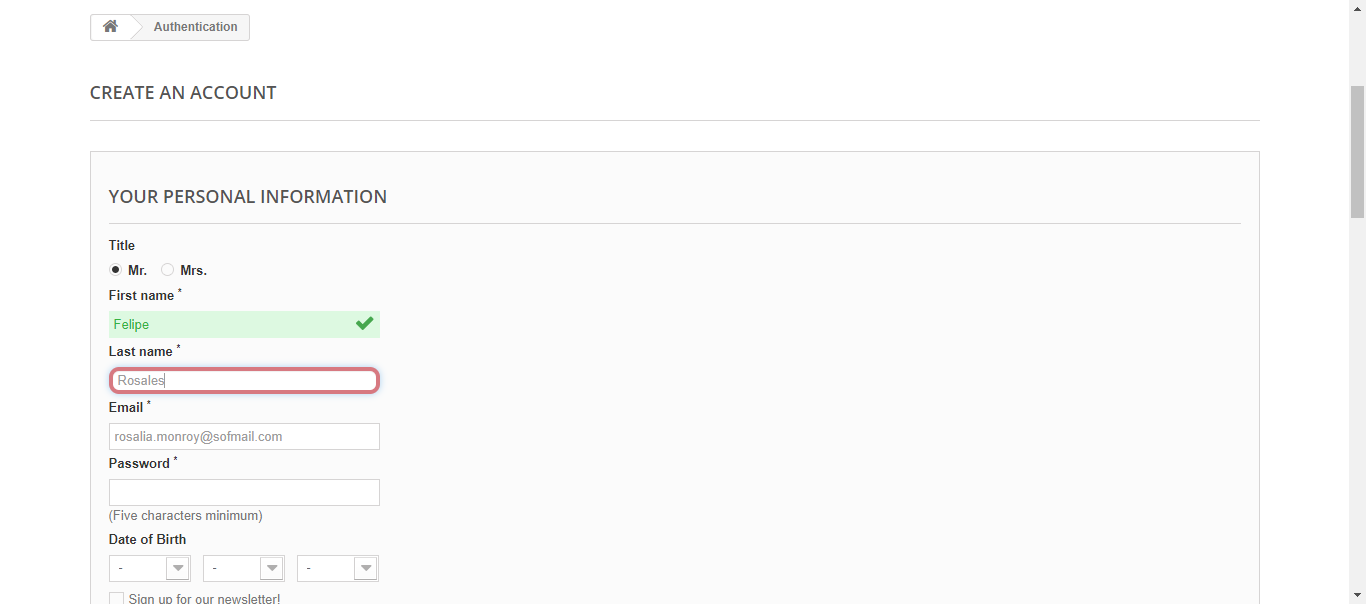 Authentication
CREATE AN ACCOUNT
YOUR PERSONAL INFORMATION
Title
Mr. Mrs.
First name *
Felipe
Last name *
Rosales
Email *
rosalia.monroy@sofmail.com
Password *
(Five characters minimum)
Date of Birth
- - -
Sign up for our newsletter!